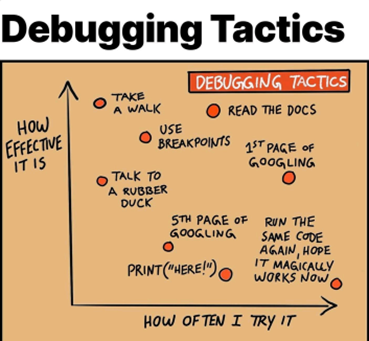 Debugging Tactics
DEBUGGING TACTICS
HOW
EFFECTIVE
IT IS
TAKE
A WALK
READ THE DOCS
USE
BREAKPOINTS
1ST PAGE OF
GOOGLING
TALK TO
A RUBBER
DUCK
5TH PAGE OF
GOOGLING
RUN THE
SAME CODE
AGAIN, HOPE
IT MAGICALLY
WORKS NOW
PRINT("HERE!")
HOW OFTEN I TRY IT